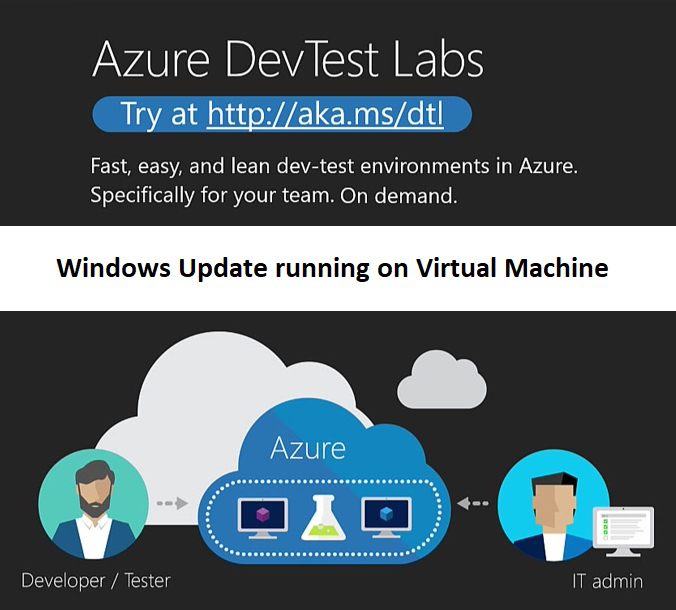 Azure DevTest Labs
Try at http://aka.ms/dtl
Fast, easy, and lean dev-test environments in Azure.
Specifically for your team. On demand.
Windows Update running on Virtual Machine
Azure
Developer / Tester
IT admin